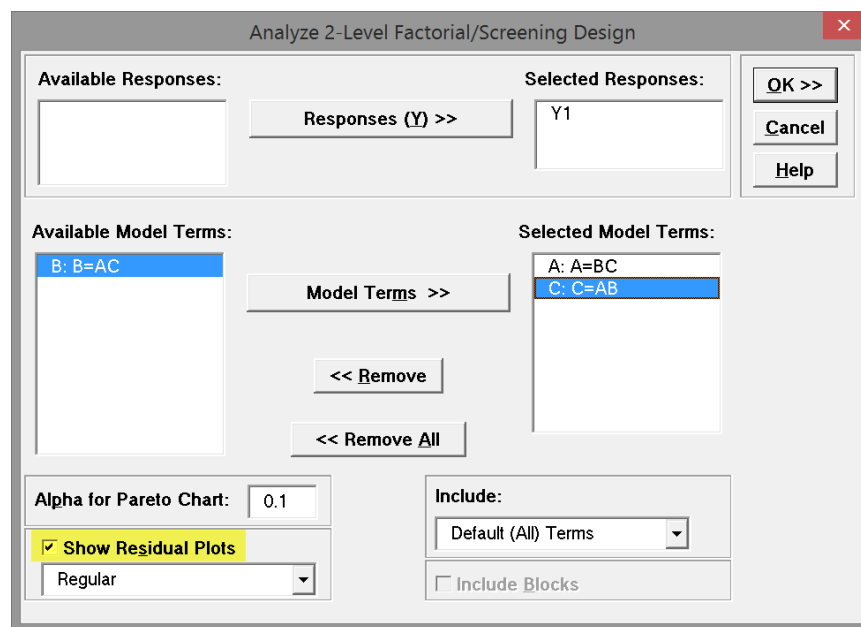 Analyze 2-Level Factorial/Screening Design
×
Available Responses:
Responses (Y) >>
Selected Responses:
Y1
OK >>
Cancel
Help
Available Model Terms:
B: B=AC
Model Terms >>
Selected Model Terms:
A: A=BC
C: C=AB
<< Remove
<< Remove All
Alpha for Pareto Chart: 0.1
Show Residual Plots
Regular
Include:
Default (All) Terms
Include Blocks